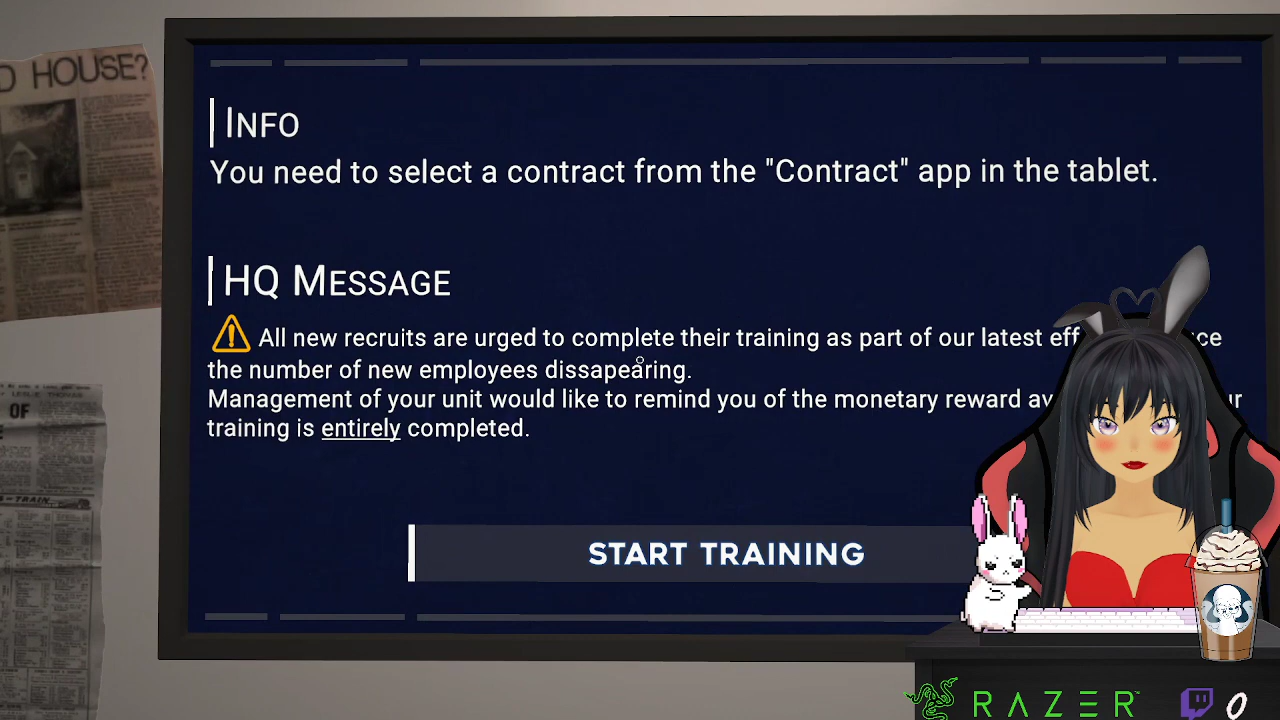 D HOUSE?
INFO
You need to select a contract from the "Contract" app in the tablet.
HQ MESSAGE
All new recruits are urged to complete their training as part of our latest
the number of new employees dissapearing.
Management of your unit would like to remind you of the monetary reward
training is entirely completed.
START TRAINING
LESLIE THOMAS
OF
TRAIN
RAZER
0